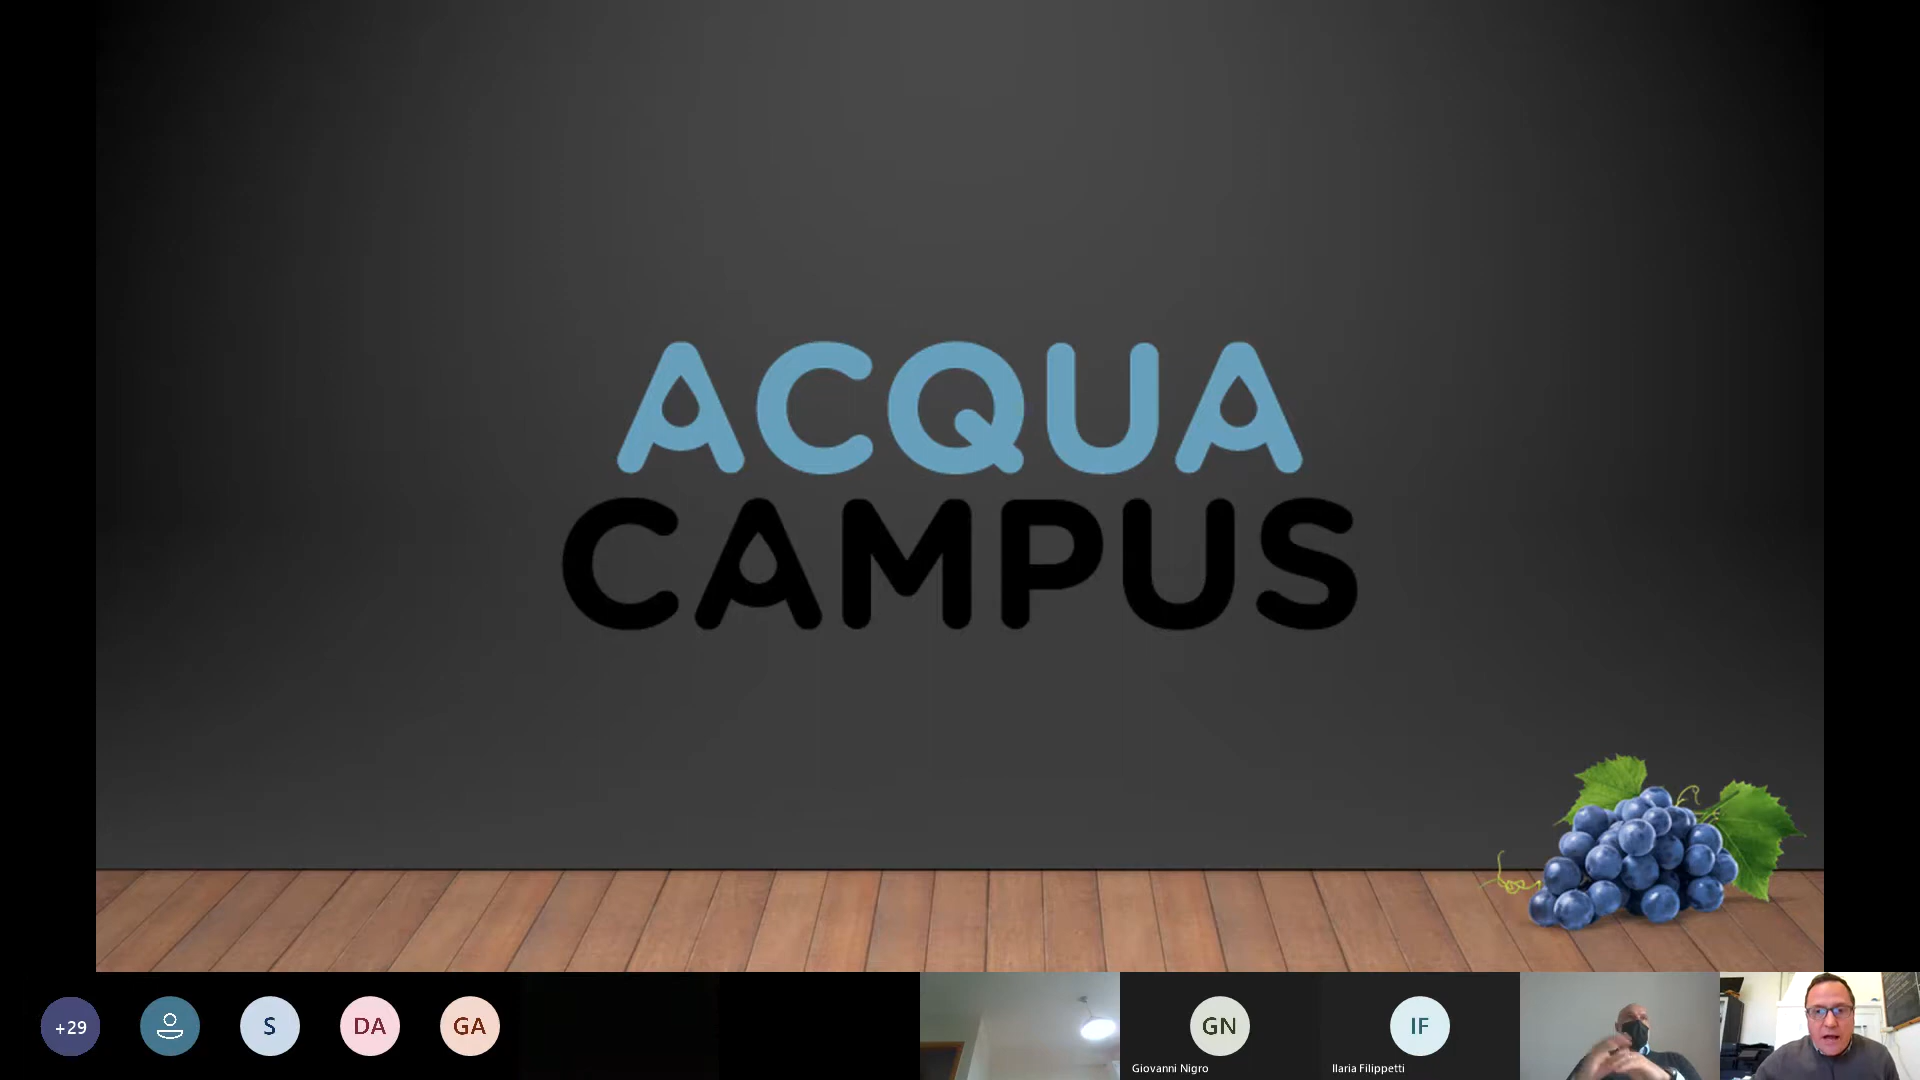 ACQUA
CAMPUS
+29
S
DA
GA
GN
Giovanni Nigro
IF
Ilaria Filippetti